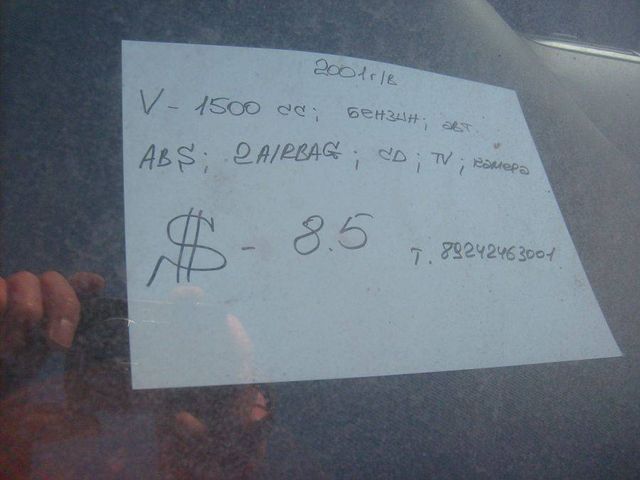 2001г/в
V - 1500 cc; БЕНЗИН; авт.
ABS; 2AIRBAG; CD; TV; камера
$ - 8.5 т. 89242463001